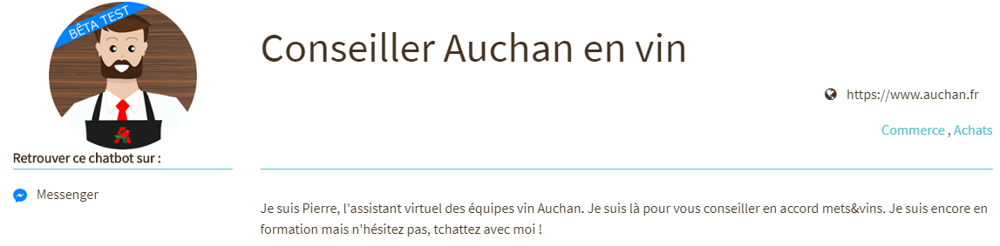 BÊTA TEST
Conseiller Auchan en vin
https://www.auchan.fr
Commerce , Achats
Retrouver ce chatbot sur :
Messenger
Je suis Pierre, l'assistant virtuel des équipes vin Auchan. Je suis là pour vous conseiller en accord mets&vins. Je suis encore en
formation mais n'hésitez pas, tchattez avec moi !